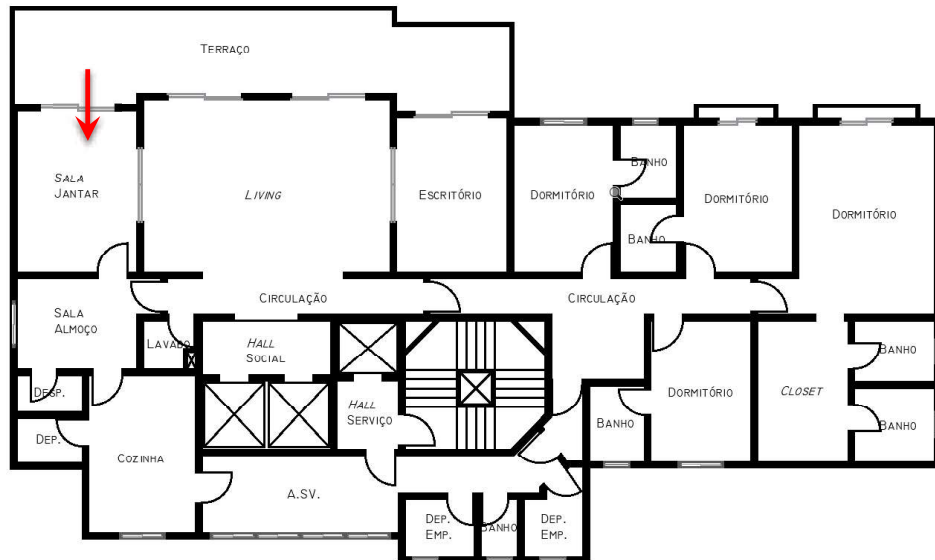 TERRAÇO
SALA
JANTAR
LIVING
ESCRITÓRIO
DORMITÓRIO
BANHO
BANHO
DORMITÓRIO
DORMITÓRIO
SALA
ALMOÇO
CIRCULAÇÃO
CIRCULAÇÃO
LAVABO
HALL
SOCIAL
HALL
SERVIÇO
DESP.
DEP.
COZINHA
A.SV.
BANHO
DORMITÓRIO
CLOSET
BANHO
BANHO
DEP.
EMP.
BANHO
DEP.
EMP.